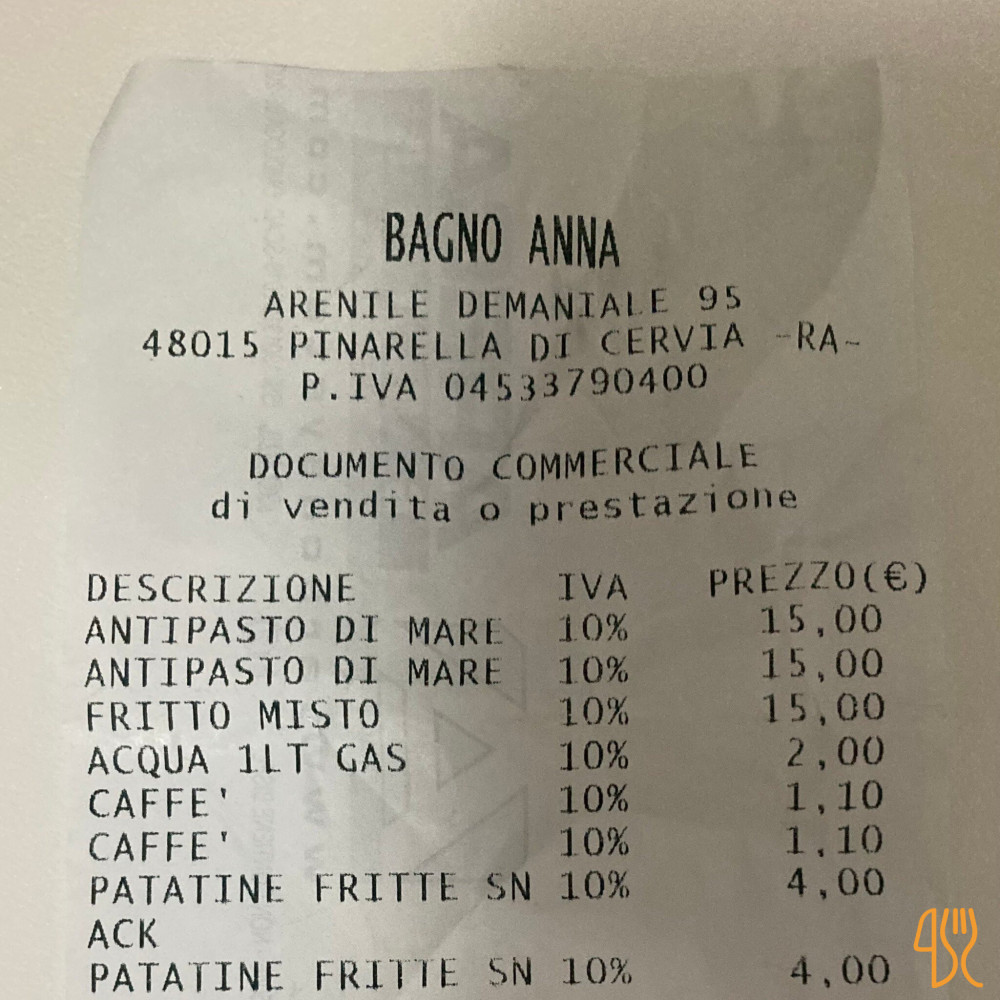 BAGNO ANNA
ARENILE DEMANIALE 95
48015 PINARELLA DI CERVIA -RA-
P.IVA 04533790400
DOCUMENTO COMMERCIALE
di vendita o prestazione
DESCRIZIONE IVA PREZZO(€)
ANTIPASTO DI MARE 10% 15,00
ANTIPASTO DI MARE 10% 15,00
FRITTO MISTO 10% 15,00
ACQUA 1LT GAS 10% 2,00
CAFFE' 10% 1,10
CAFFE' 10% 1,10
PATATINE FRITTE SN 10% 4,00
ACK
PATATINE FRITTE SN 10% 4,00